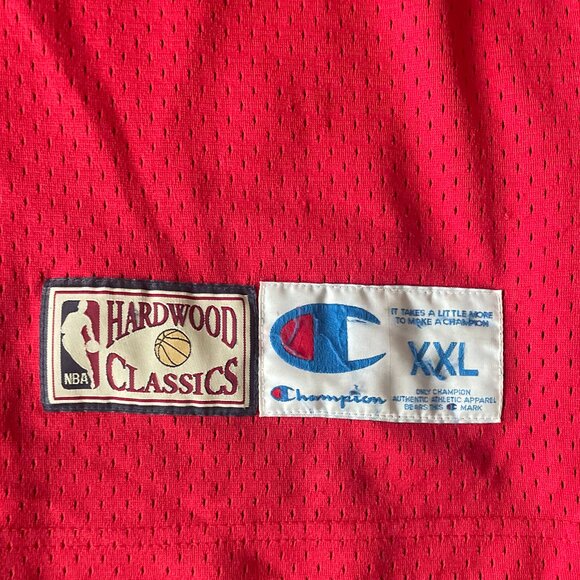 HARDWOOD
CLASSICS
NBA
IT TAKES A LITTLE MORE
TO MAKE A CHAMPION
XXL
Champion
ONLY CHAMPION
AUTHENTIC ATHLETIC APPAREL
BEARS THIS C MARK